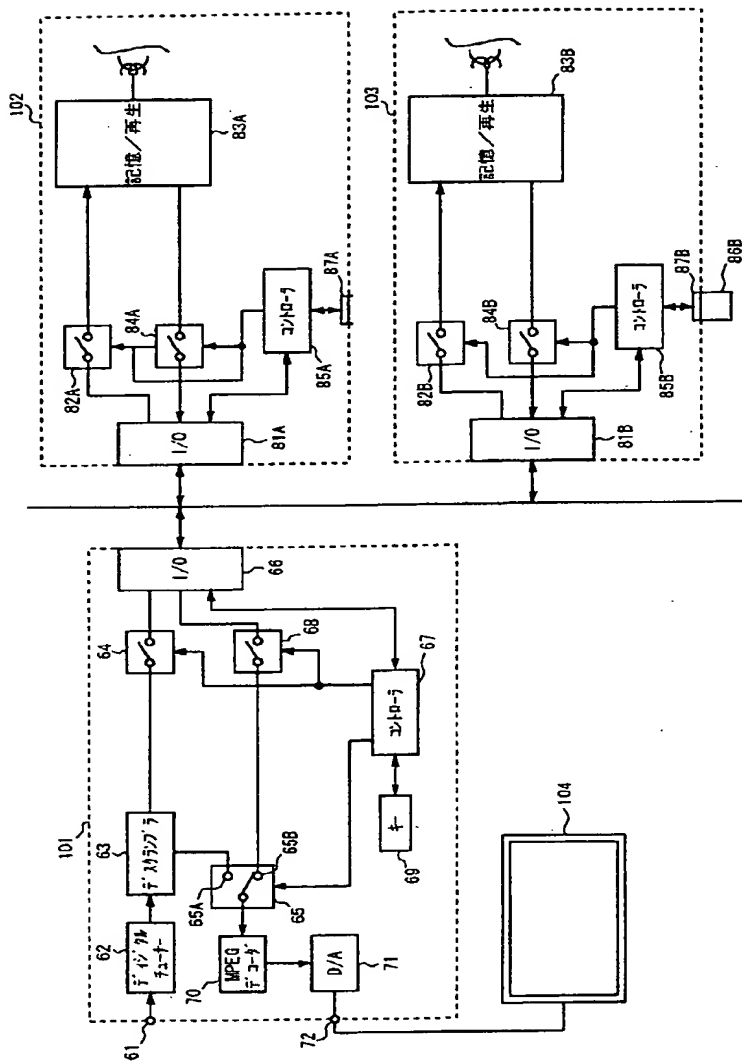 101
61
62
ディジタル
チューナー
63
デスクランブラ
64
65A
65B
65
66
I/O
67
コントローラ
68
69
キー
70
MPEG
デコーダ
71
D/A
72
104
102
81A
I/O
82A
83A
記憶/再生
84A
85A
コントローラ
87A
103
81B
I/O
82B
83B
記憶/再生
84B
85B
コントローラ
87B
86B